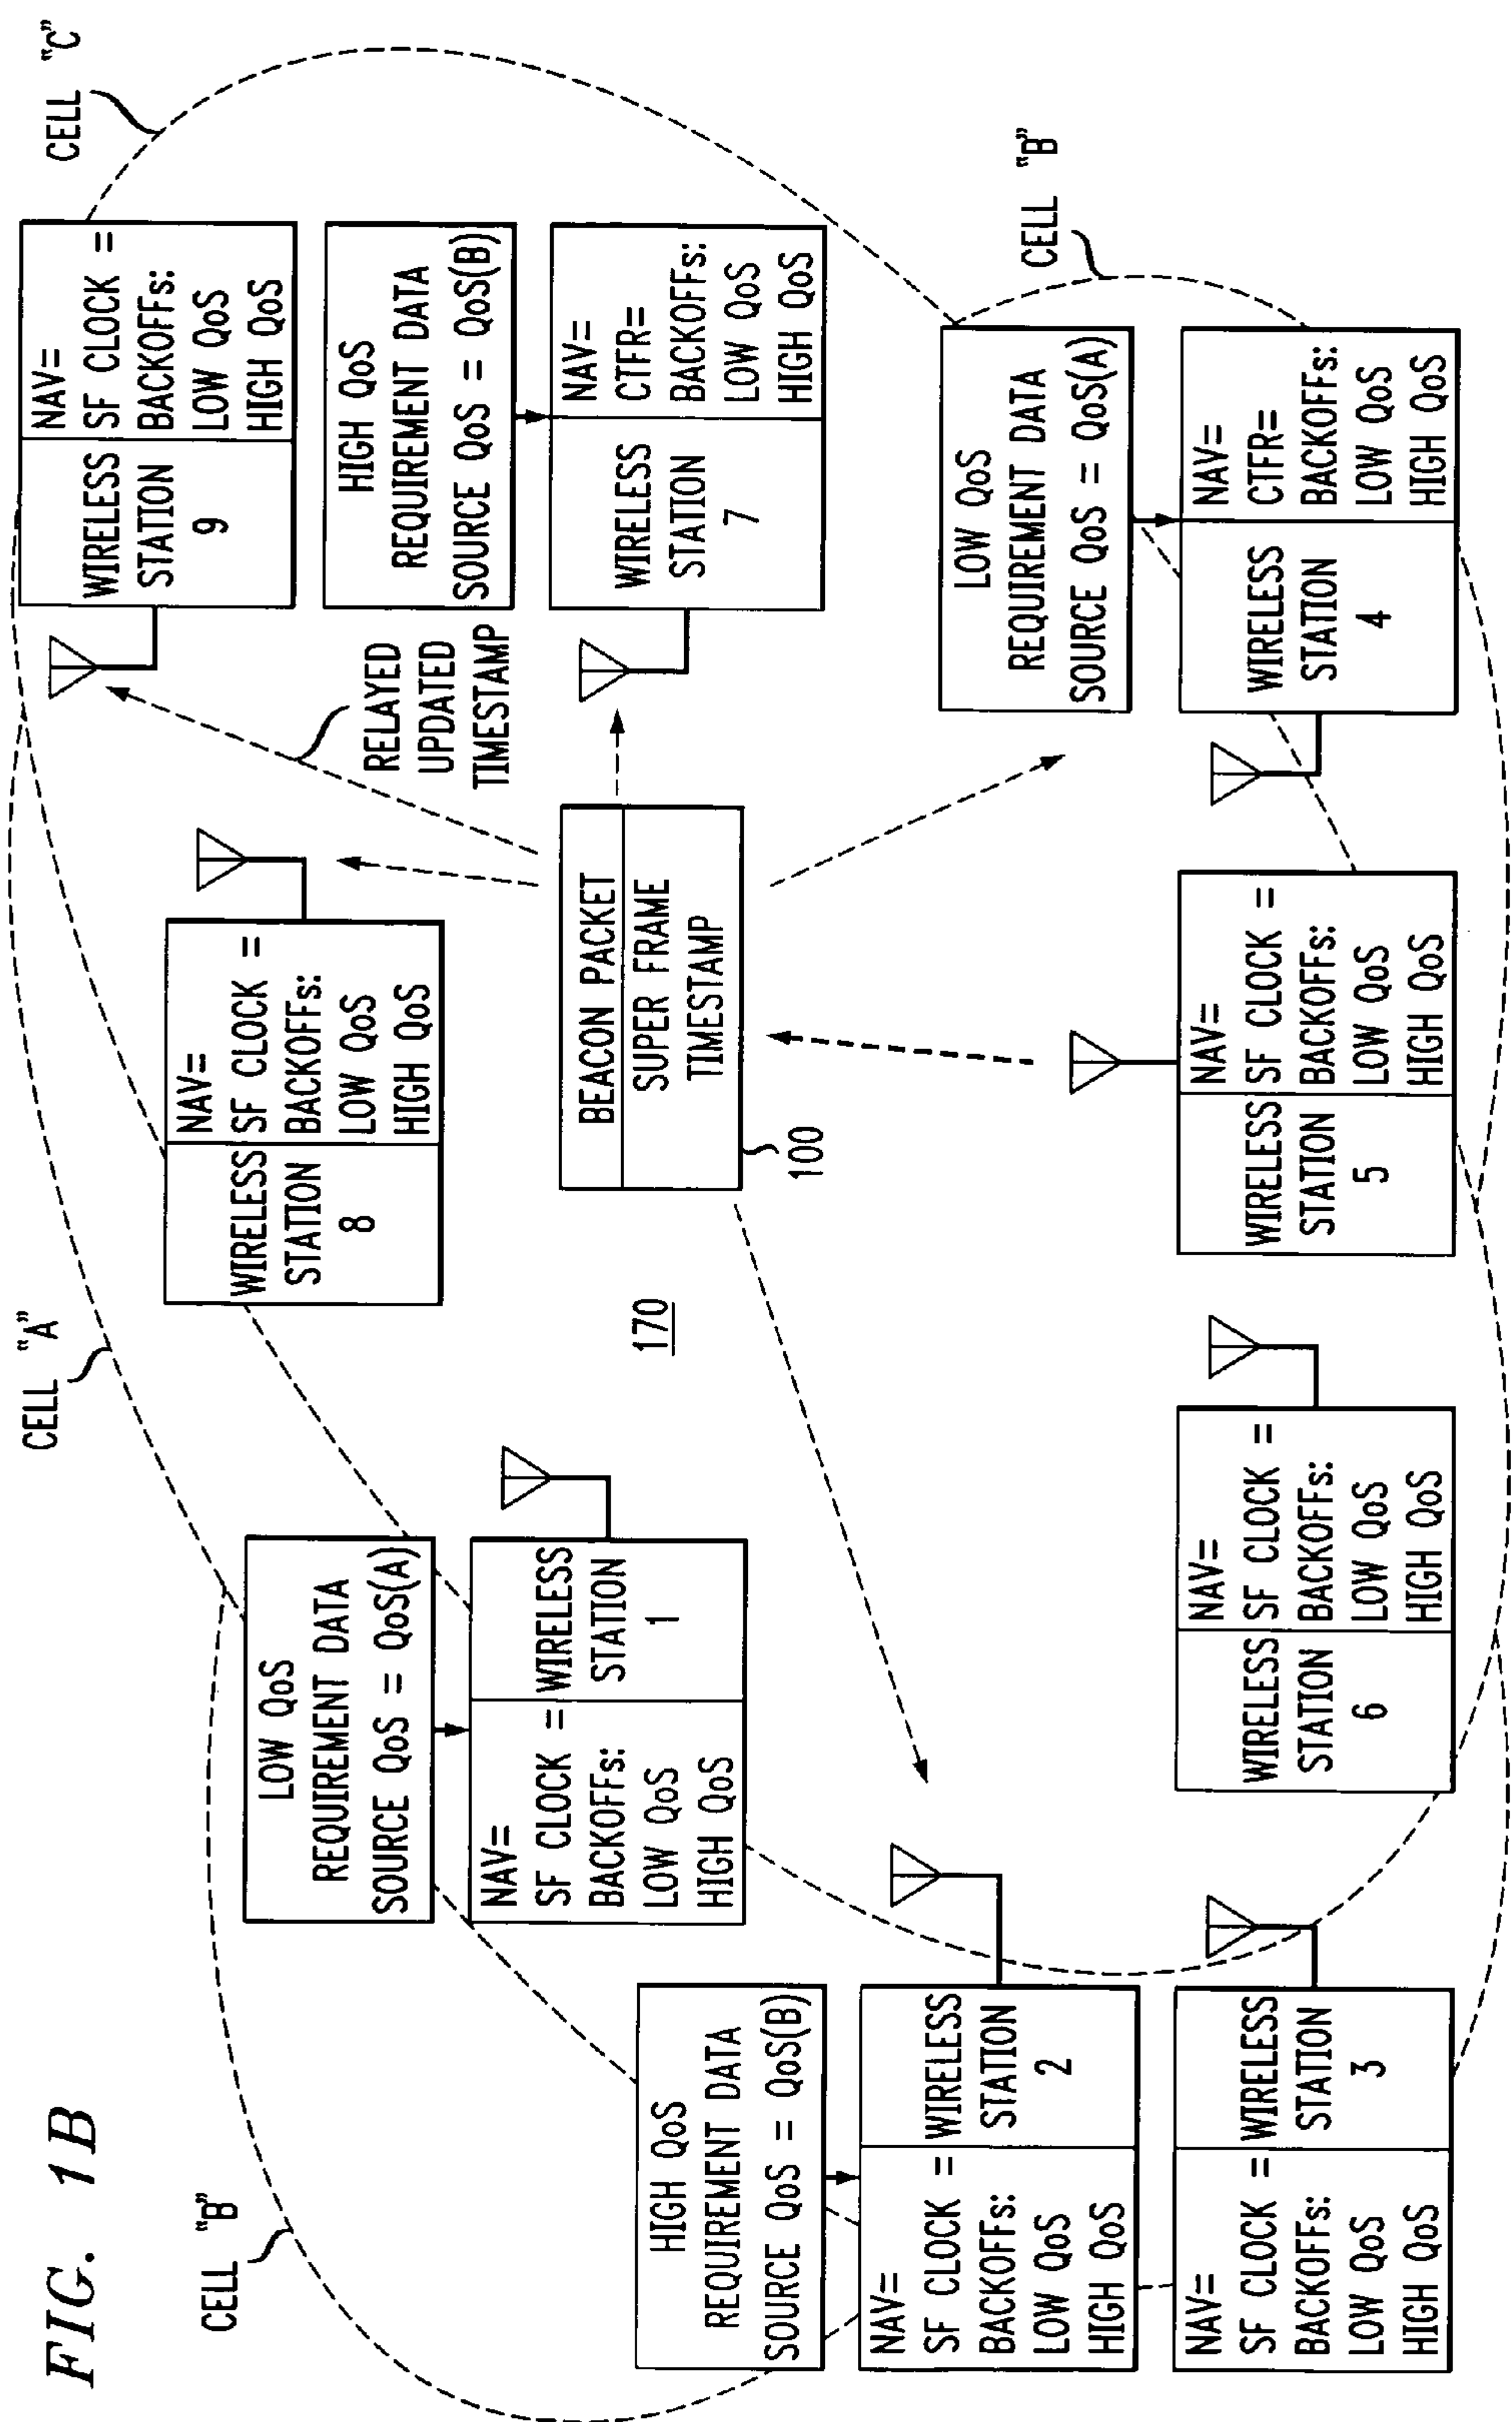 FIG. 1B
CELL "B"
CELL "A"
CELL "C"
LOW QoS
REQUIREMENT DATA
SOURCE QoS = QoS(A)
NAV=
SF CLOCK =
BACKOFFs:
LOW QoS
HIGH QoS
WIRELESS
STATION
1
HIGH QoS
REQUIREMENT DATA
SOURCE QoS = QoS(B)
NAV=
SF CLOCK =
BACKOFFs:
LOW QoS
HIGH QoS
WIRELESS
STATION
2
NAV=
SF CLOCK =
BACKOFFs:
LOW QoS
HIGH QoS
WIRELESS
STATION
3
WIRELESS
STATION
8
NAV=
SF CLOCK =
BACKOFFs:
LOW QoS
HIGH QoS
170
BEACON PACKET
SUPER FRAME
TIMESTAMP
100
RELAYED
UPDATED
TIMESTAMP
WIRELESS
STATION
9
NAV=
SF CLOCK =
BACKOFFs:
LOW QoS
HIGH QoS
HIGH QoS
REQUIREMENT DATA
SOURCE QoS = QoS(B)
WIRELESS
STATION
7
NAV=
CTFR=
BACKOFFs:
LOW QoS
HIGH QoS
CELL "B"
LOW QoS
REQUIREMENT DATA
SOURCE QoS = QoS(A)
WIRELESS
STATION
4
NAV=
CTFR=
BACKOFFs:
LOW QoS
HIGH QoS
WIRELESS
STATION
5
NAV=
SF CLOCK =
BACKOFFs:
LOW QoS
HIGH QoS
WIRELESS
STATION
6
NAV=
SF CLOCK =
BACKOFFs:
LOW QoS
HIGH QoS